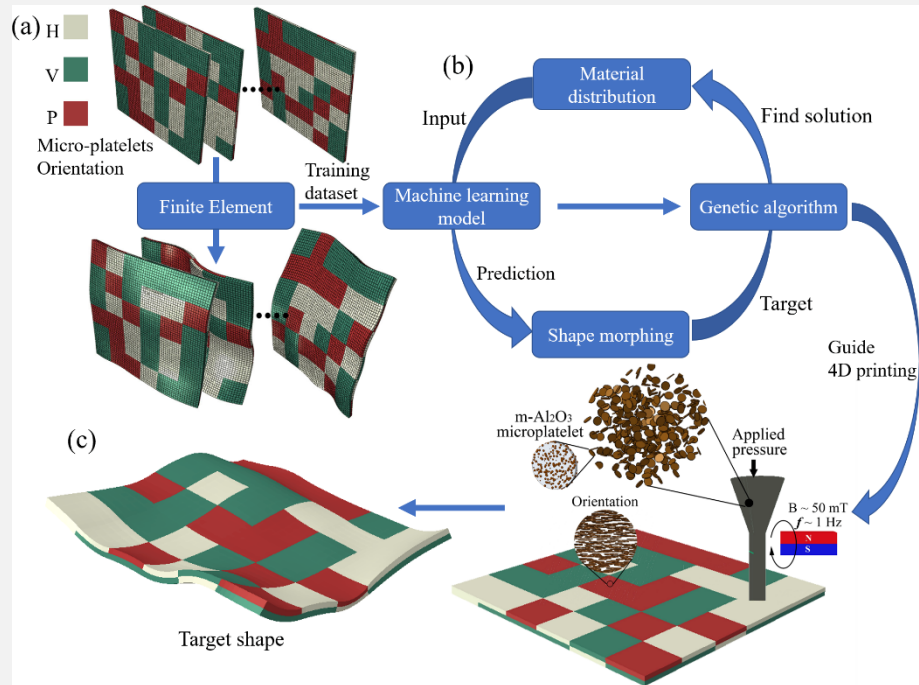 (a)
H
V
P
Micro-platelets
Orientation
Finite Element
Training
dataset
(b)
Material
distribution
Input
Find solution
Machine learning
model
Genetic algorithm
Prediction
Target
Shape morphing
Guide
4D printing
(c)
m-Al₂O₃
microplatelet
Orientation
Applied
pressure
B ~ 50 mT
f ~ 1 Hz
N
S
Target shape